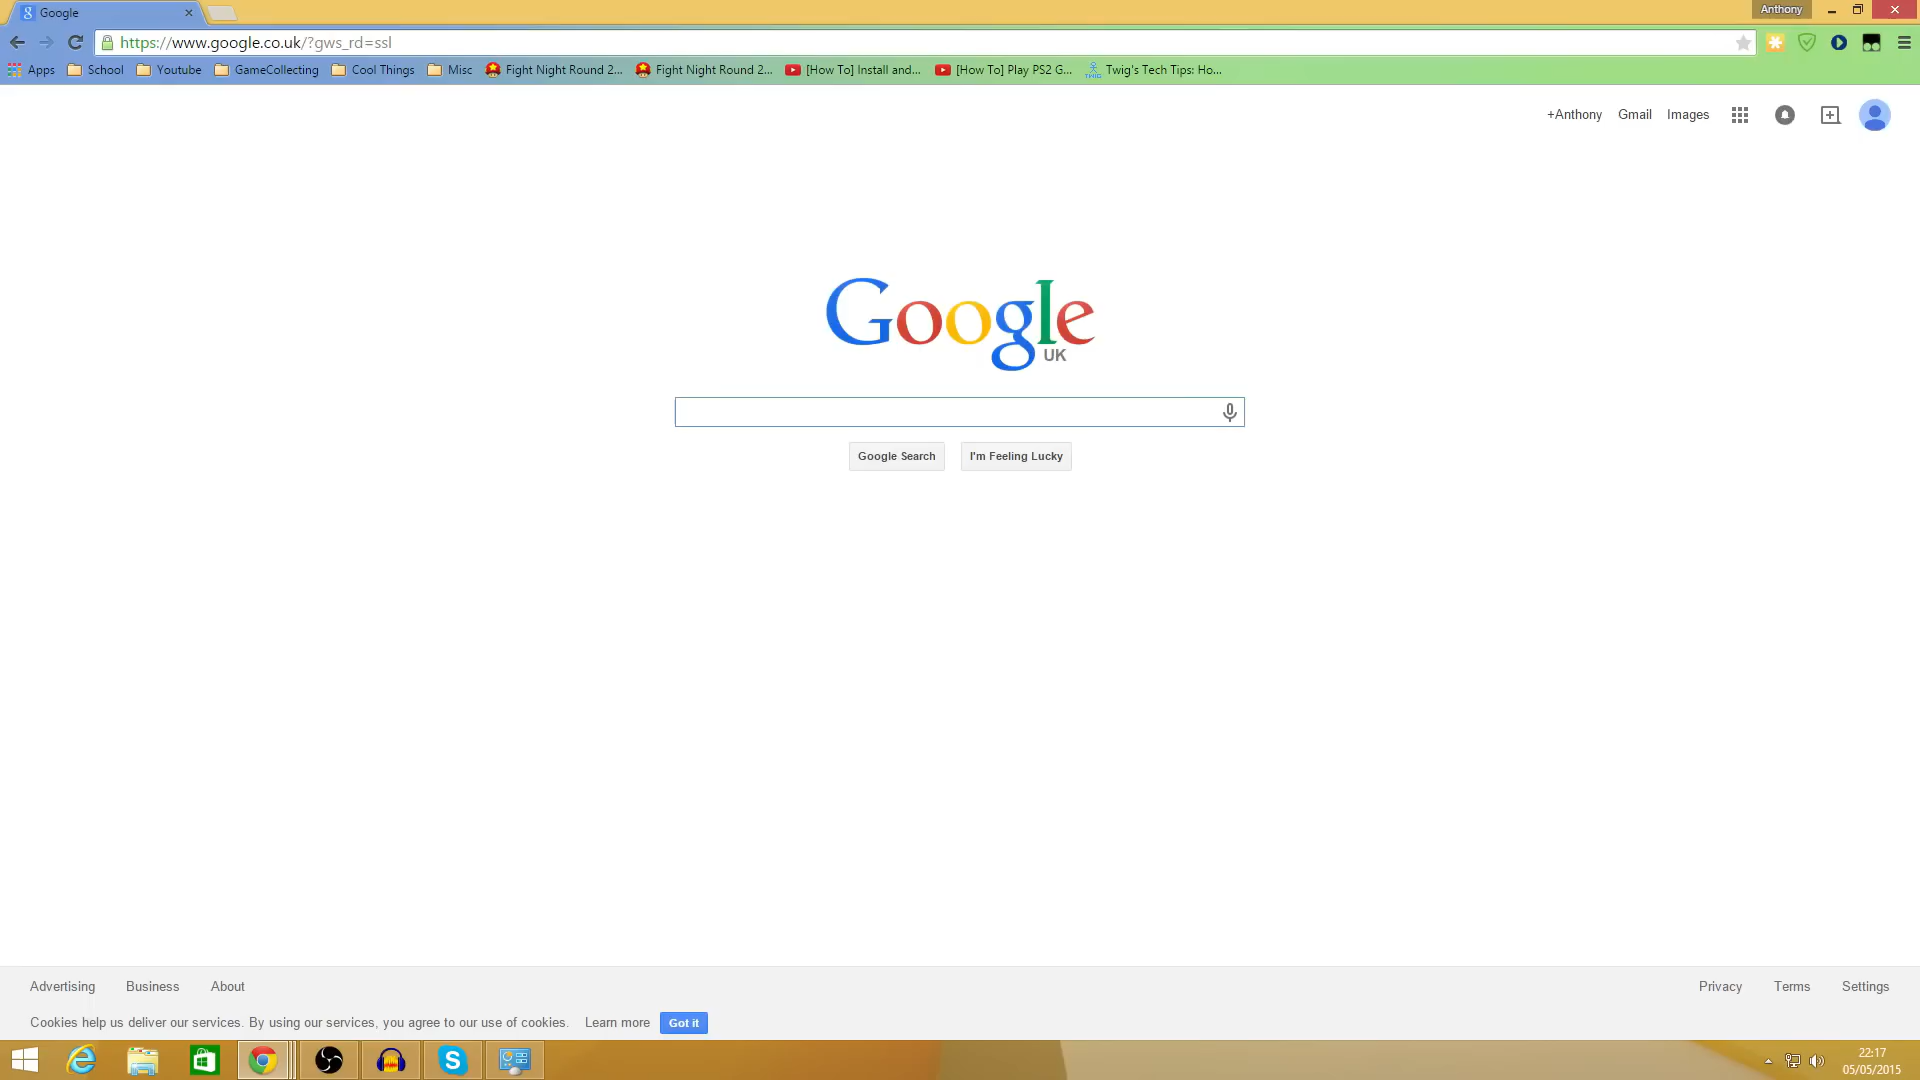 Google
Anthony
https://www.google.co.uk/?gws_rd=ssl
Apps School Youtube GameCollecting Cool Things Misc Fight Night Round 2... Fight Night Round 2... [How To] Install and... [How To] Play PS2 G... Twig's Tech Tips: Ho...
+Anthony Gmail Images
Google
UK
Google Search I'm Feeling Lucky
Advertising Business About Privacy Terms Settings
Cookies help us deliver our services. By using our services, you agree to our use of cookies. Learn more Got it
22:17
05/05/2015